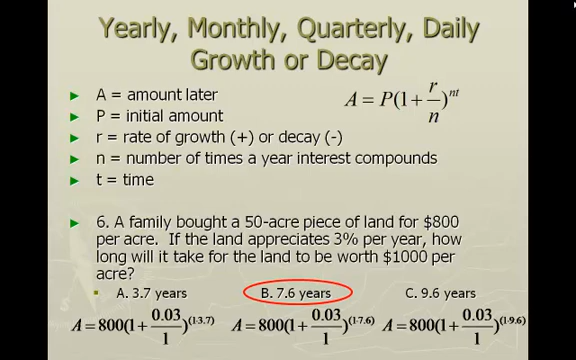 Yearly, Monthly, Quarterly, Daily
Growth or Decay
A = amount later
P = initial amount
r = rate of growth (+) or decay (-)
n = number of times a year interest compounds
t = time
A = P(1 + r/n)^nt
6. A family bought a 50-acre piece of land for $800
per acre. If the land appreciates 3% per year, how
long will it take for the land to be worth $1000 per
acre?
A. 3.7 years B. 7.6 years C. 9.6 years
A = 800(1 + 0.03/1)^(1·3.7) A = 800(1 + 0.03/1)^(1·7.6) A = 800(1 + 0.03/1)^(1·9.6)